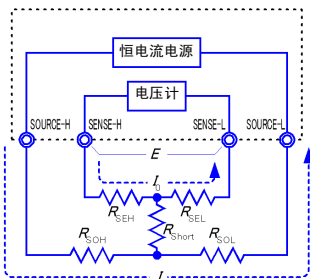 恒电流电源
电压计
SOURCE-H SENSE-H SENSE-L SOURCE-L
E
I0
RSEH RSEL
RShort
RSOH RSOL
I